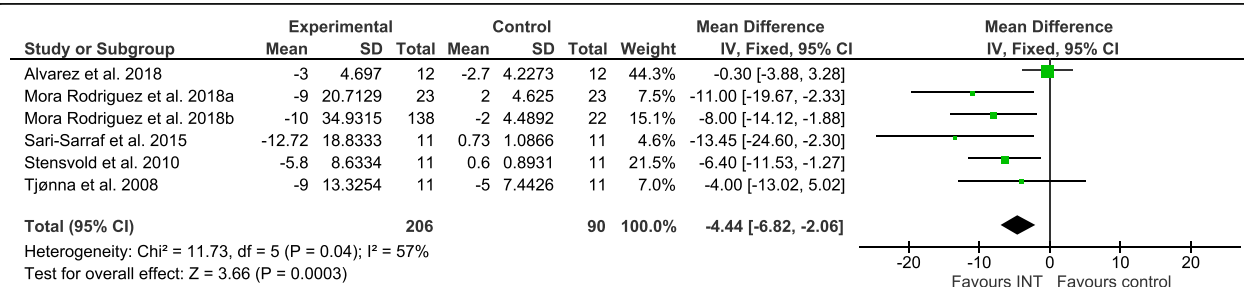 Experimental Control Mean Difference Mean Difference
Study or Subgroup Mean SD Total Mean SD Total Weight IV, Fixed, 95% CI IV, Fixed, 95% CI
Alvarez et al. 2018 -3 4.697 12 -2.7 4.2273 12 44.3% -0.30 [-3.88, 3.28]
Mora Rodriguez et al. 2018a -9 20.7129 23 2 4.625 23 7.5% -11.00 [-19.67, -2.33]
Mora Rodriguez et al. 2018b -10 34.9315 138 -2 4.4892 22 15.1% -8.00 [-14.12, -1.88]
Sari-Sarraf et al. 2015 -12.72 18.8333 11 0.73 1.0866 11 4.6% -13.45 [-24.60, -2.30]
Stensvold et al. 2010 -5.8 8.6334 11 0.6 0.8931 11 21.5% -6.40 [-11.53, -1.27]
Tjønna et al. 2008 -9 13.3254 11 -5 7.4426 11 7.0% -4.00 [-13.02, 5.02]
Total (95% CI) 206 90 100.0% -4.44 [-6.82, -2.06]
Heterogeneity: Chi² = 11.73, df = 5 (P = 0.04); I² = 57%
Test for overall effect: Z = 3.66 (P = 0.0003)
-20 -10 0 10 20
Favours INT Favours control